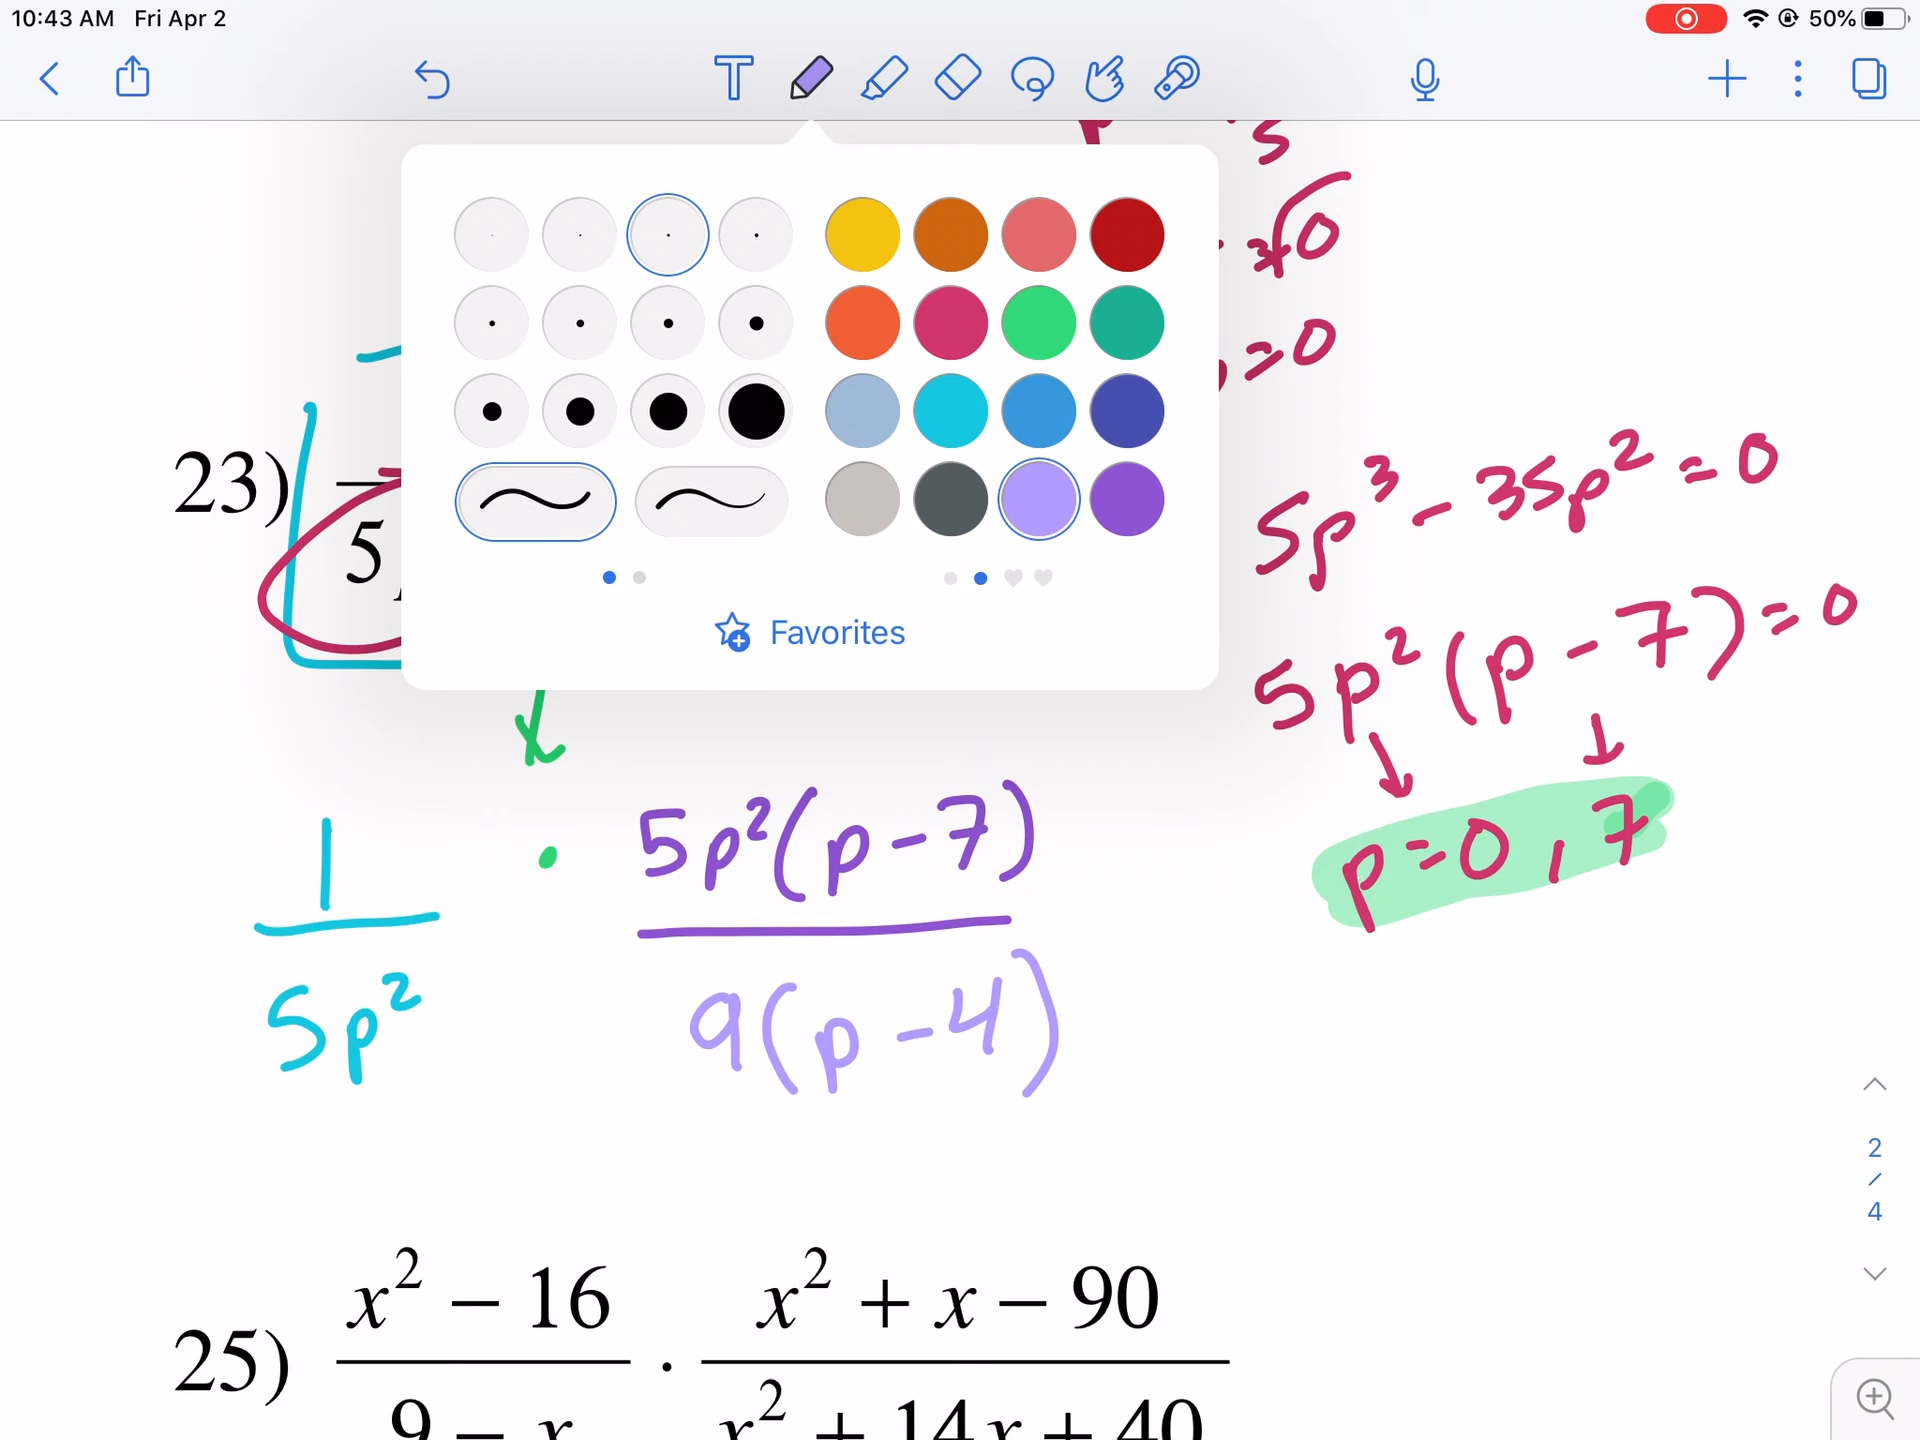 10:43 AM Fri Apr 2
50%
T
5
0
=0
23)
5
5p³ - 35p² = 0
Favorites
5p²(p - 7) = 0
1 · 5p²(p - 7)
5p² 9(p - 4)
p = 0, 7
2
/
4
25) x² − 16 · x² + x − 90
9 − x x² + 14x + 40